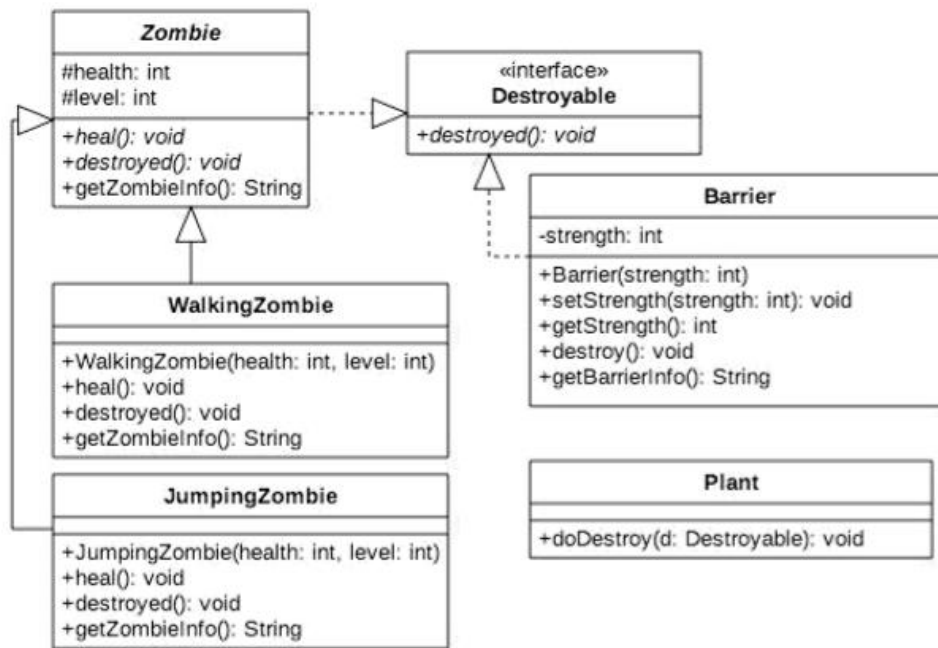 Zombie
#health: int
#level: int
+heal(): void
+destroyed(): void
+getZombieInfo(): String
«interface»
Destroyable
+destroyed(): void
Barrier
-strength: int
+Barrier(strength: int)
+setStrength(strength: int): void
+getStrength(): int
+destroy(): void
+getBarrierInfo(): String
WalkingZombie
+WalkingZombie(health: int, level: int)
+heal(): void
+destroyed(): void
+getZombieInfo(): String
JumpingZombie
+JumpingZombie(health: int, level: int)
+heal(): void
+destroyed(): void
+getZombieInfo(): String
Plant
+doDestroy(d: Destroyable): void